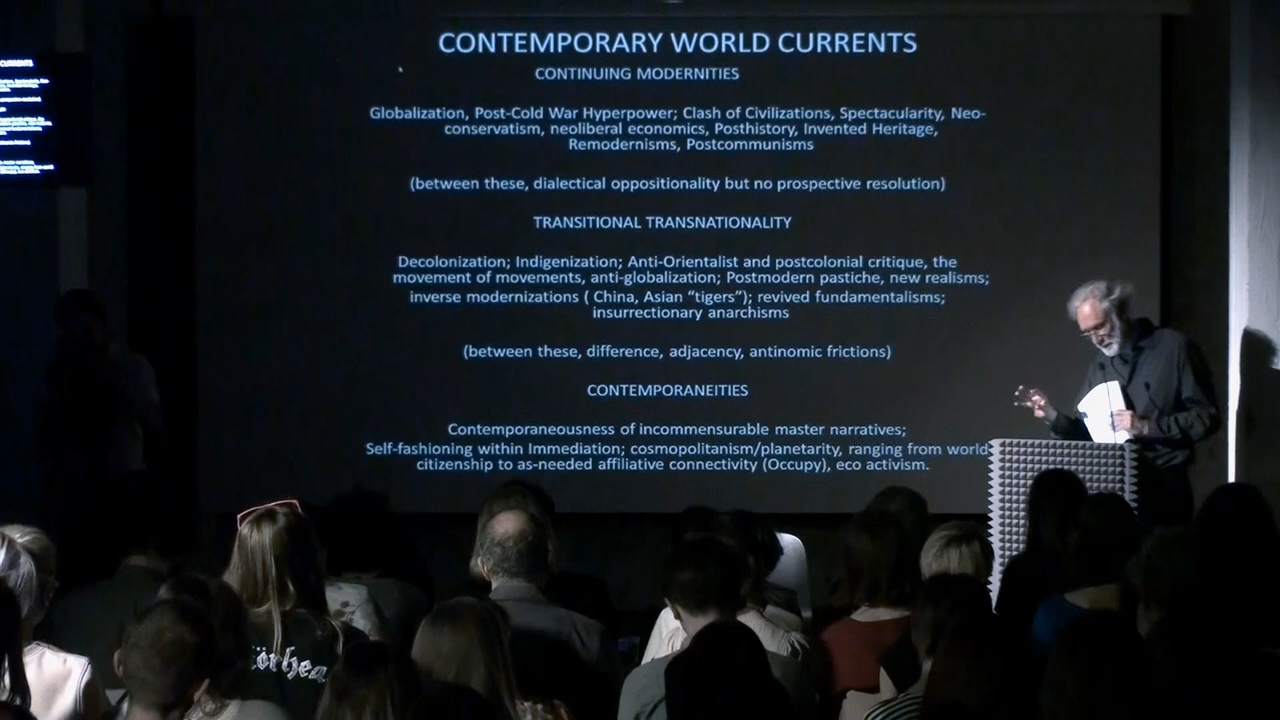 CONTEMPORARY WORLD CURRENTS
CONTINUING MODERNITIES
Globalization, Post-Cold War Hyperpower; Clash of Civilizations, Spectacularity, Neo-
conservatism, neoliberal economics, Posthistory, Invented Heritage,
Remodernisms, Postcommunisms
(between these, dialectical oppositionality but no prospective resolution)
TRANSITIONAL TRANSNATIONALITY
Decolonization; Indigenization; Anti-Orientalist and postcolonial critique, the
movement of movements, anti-globalization; Postmodern pastiche, new realisms;
inverse modernizations ( China, Asian “tigers”); revived fundamentalisms;
insurrectionary anarchisms
(between these, difference, adjacency, antinomic frictions)
CONTEMPORANEITIES
Contemporaneousness of incommensurable master narratives;
Self-fashioning within Immediation; cosmopolitanism/planetarity, ranging from world
citizenship to as-needed affiliative connectivity (Occupy), eco activism.